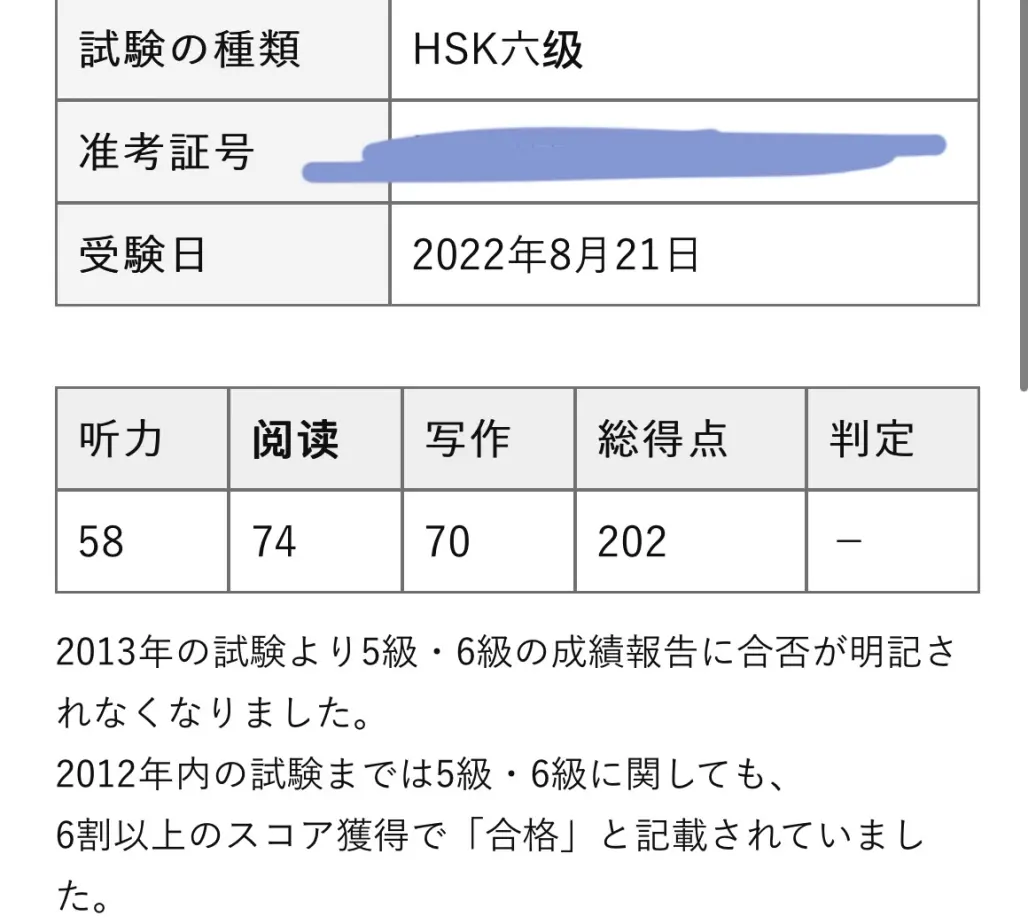 試験の種類 HSK六级
准考証号
受験日 2022年8月21日
听力 阅读 写作 総得点 判定
58 74 70 202 －
2013年の試験より5級・6級の成績報告に合否が明記さ
れなくなりました。
2012年内の試験までは5級・6級に関しても、
6割以上のスコア獲得で「合格」と記載されていまし
た。